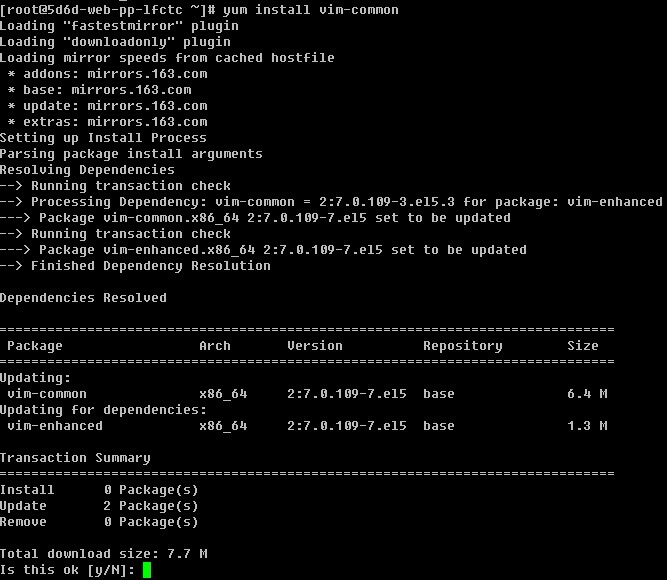 [root@5d6d-web-pp-lfctc ~]# yum install vim-common
Loading "fastestmirror" plugin
Loading "downloadonly" plugin
Loading mirror speeds from cached hostfile
 * addons: mirrors.163.com
 * base: mirrors.163.com
 * update: mirrors.163.com
 * extras: mirrors.163.com
Setting up Install Process
Parsing package install arguments
Resolving Dependencies
--> Running transaction check
--> Processing Dependency: vim-common = 2:7.0.109-3.el5.3 for package: vim-enhanced
---> Package vim-common.x86_64 2:7.0.109-7.el5 set to be updated
--> Running transaction check
---> Package vim-enhanced.x86_64 2:7.0.109-7.el5 set to be updated
--> Finished Dependency Resolution

Dependencies Resolved

=============================================================================
 Package                 Arch       Version          Repository        Size
=============================================================================
Updating:
 vim-common              x86_64     2:7.0.109-7.el5  base              6.4 M
Updating for dependencies:
 vim-enhanced            x86_64     2:7.0.109-7.el5  base              1.3 M

Transaction Summary
=============================================================================
Install      0 Package(s)
Update       2 Package(s)
Remove       0 Package(s)

Total download size: 7.7 M
Is this ok [y/N]: